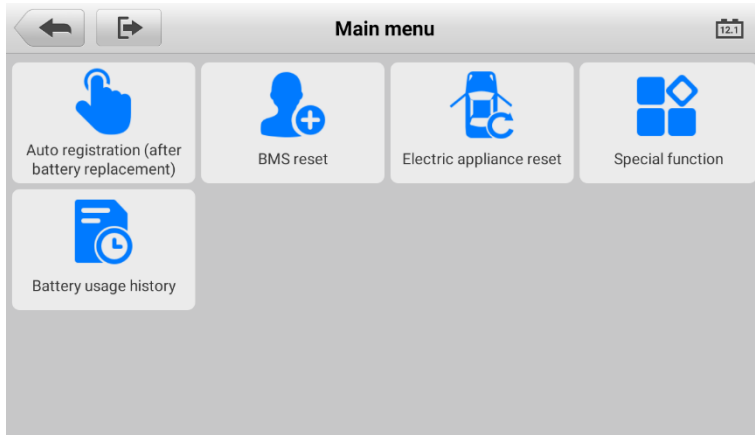 Main menu
12.1
Auto registration (after
battery replacement)
BMS reset
Electric appliance reset
Special function
Battery usage history